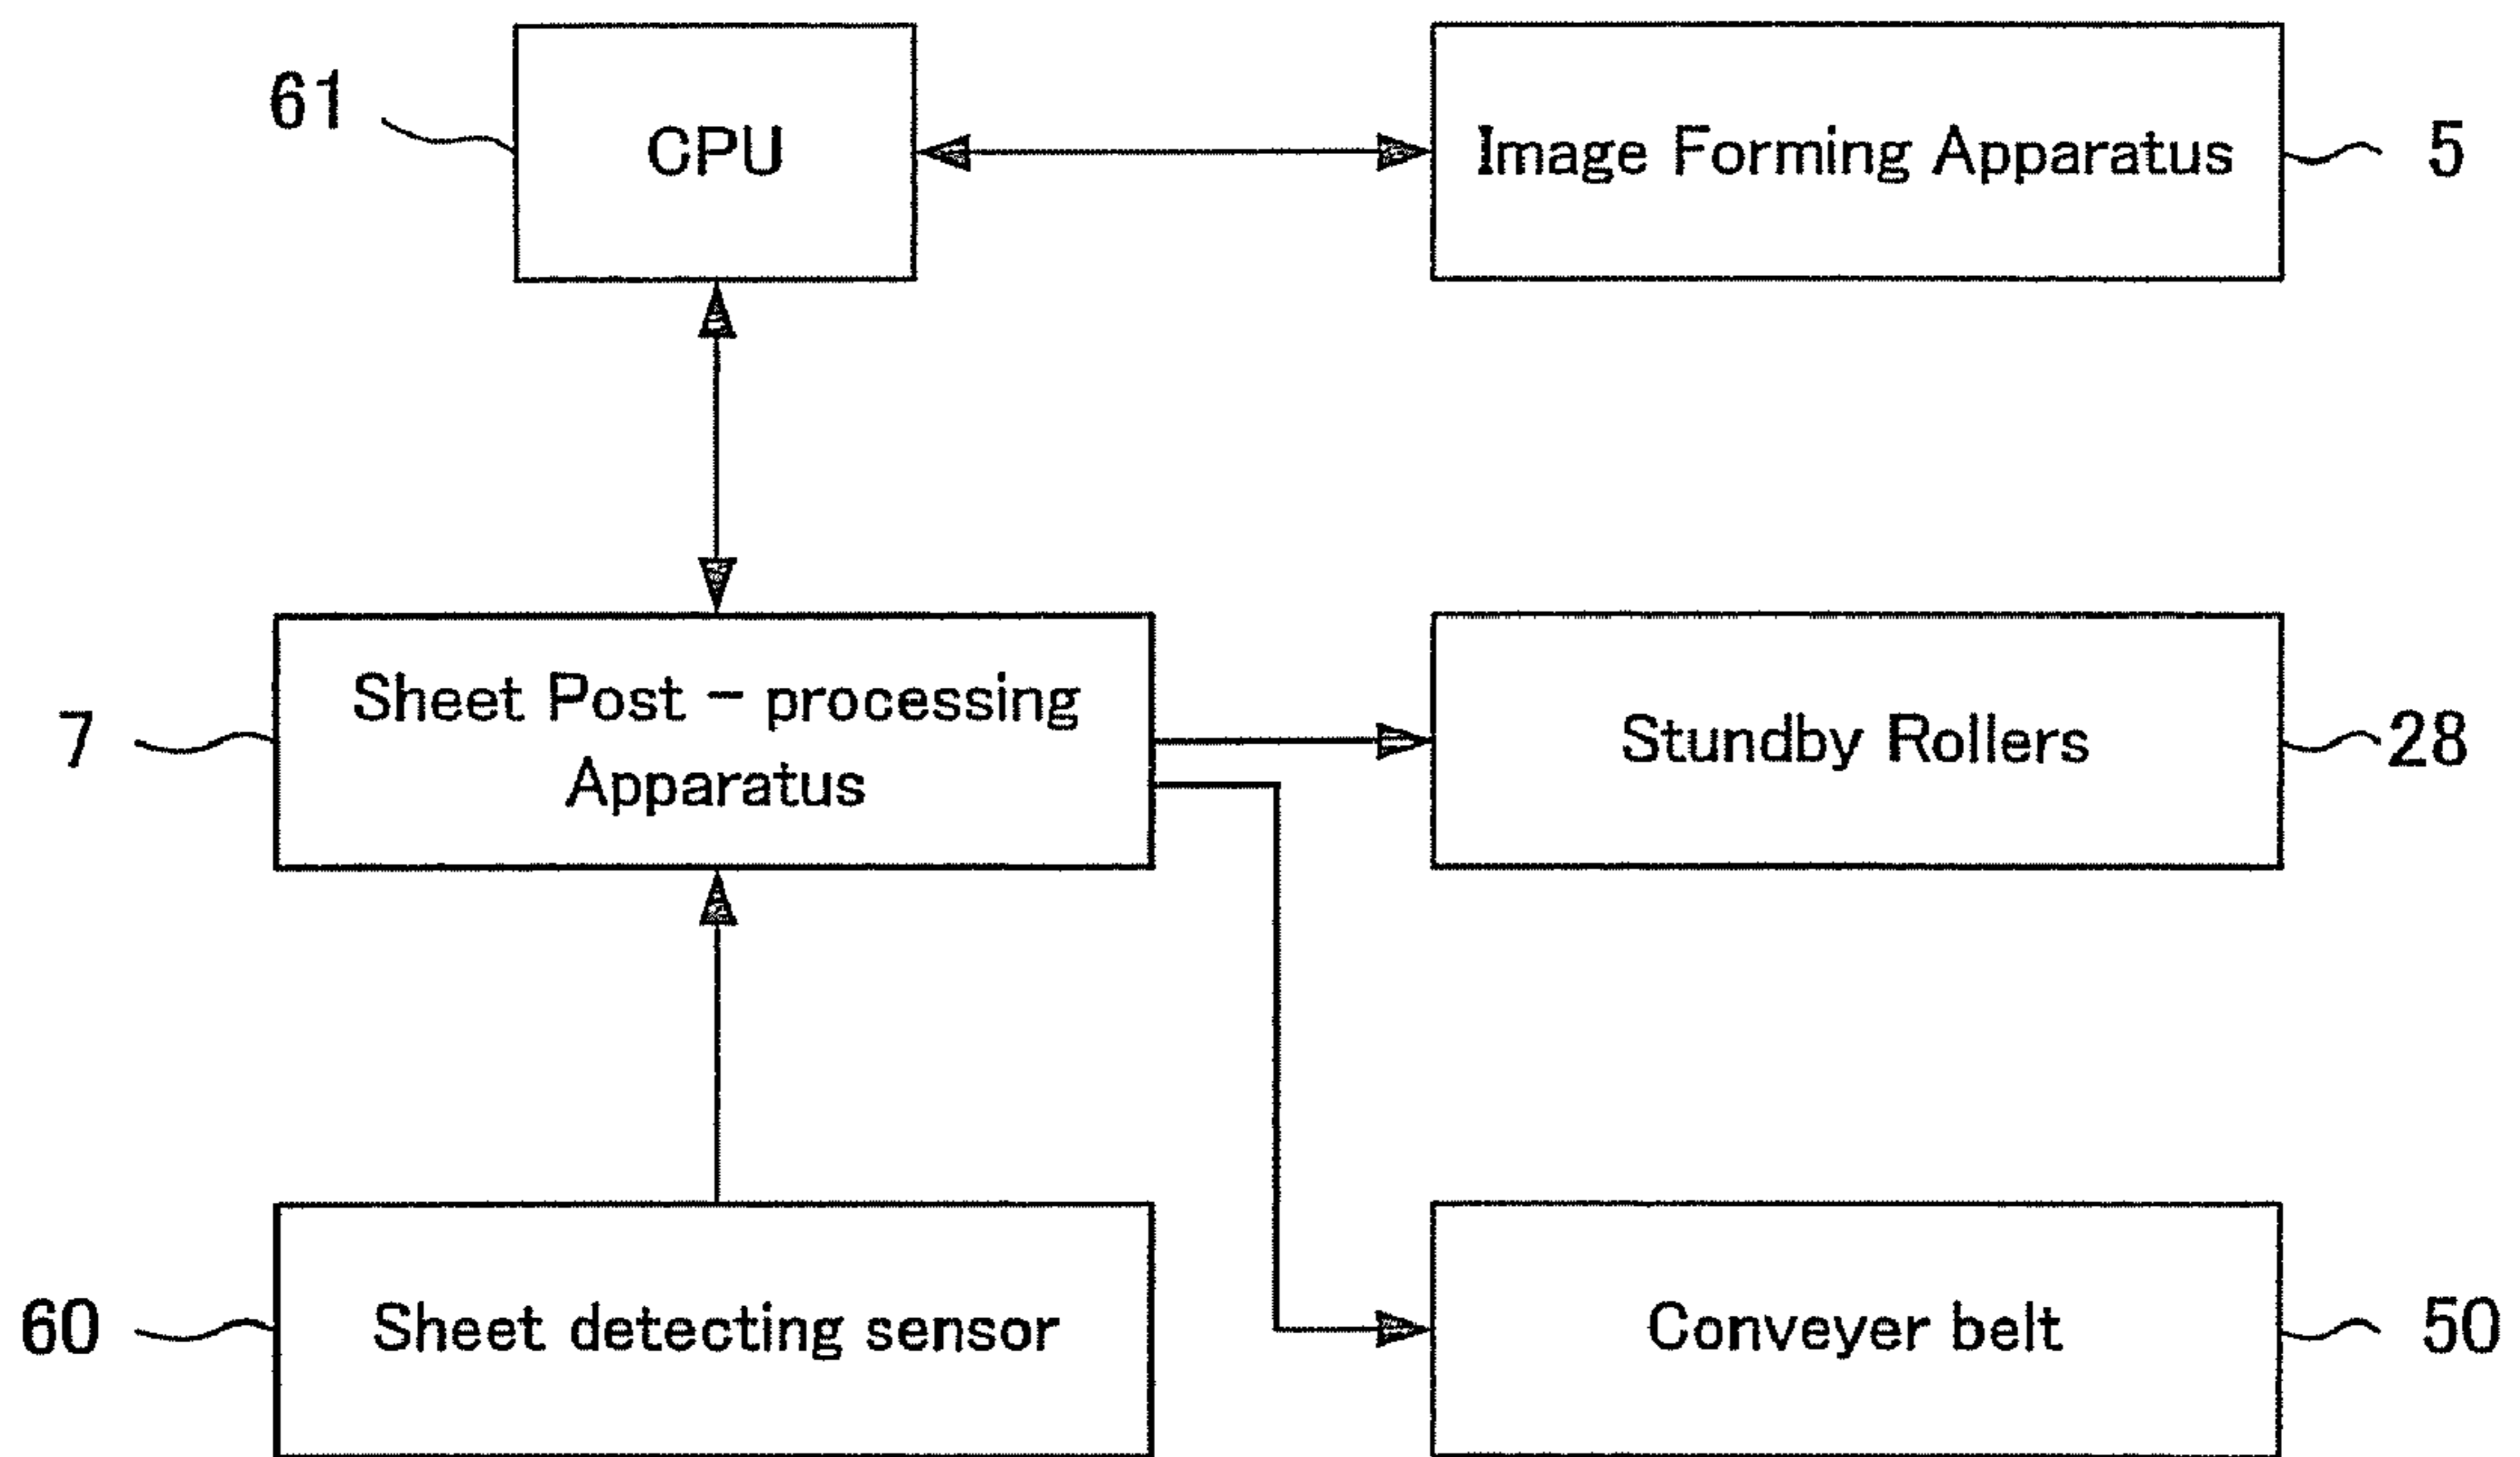 61
CPU
Image Forming Apparatus
5
7
Sheet Post - processing
Apparatus
Stundby Rollers
28
60
Sheet detecting sensor
Conveyer belt
50